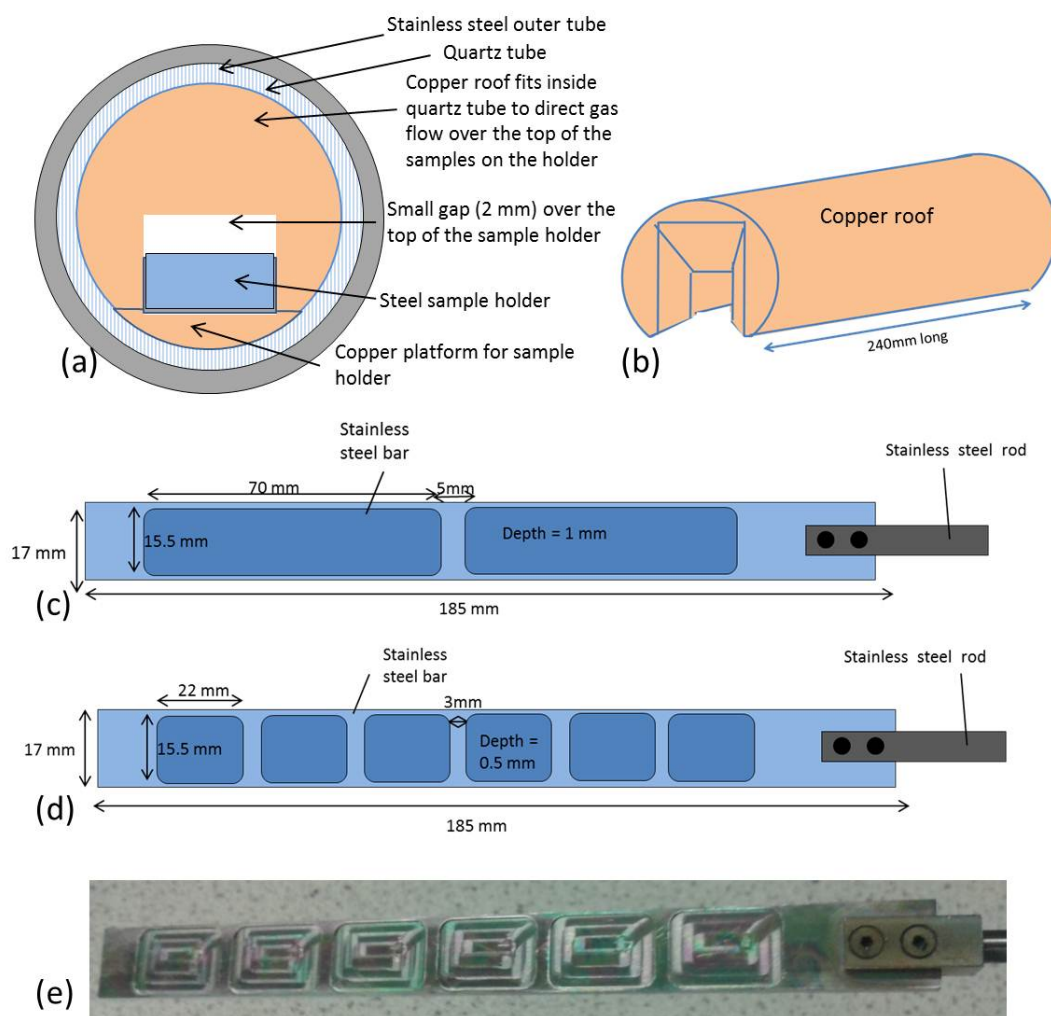 Stainless steel outer tube
Quartz tube
Copper roof fits inside
quartz tube to direct gas
flow over the top of the
samples on the holder
Small gap (2 mm) over the
top of the sample holder
Steel sample holder
Copper platform for sample
holder
(a)
Copper roof
240mm long
(b)
Stainless
steel bar
Stainless steel rod
70 mm
5mm
15.5 mm
Depth = 1 mm
17 mm
185 mm
(c)
Stainless
steel bar
Stainless steel rod
22 mm
3mm
15.5 mm
Depth =
0.5 mm
17 mm
185 mm
(d)
(e)